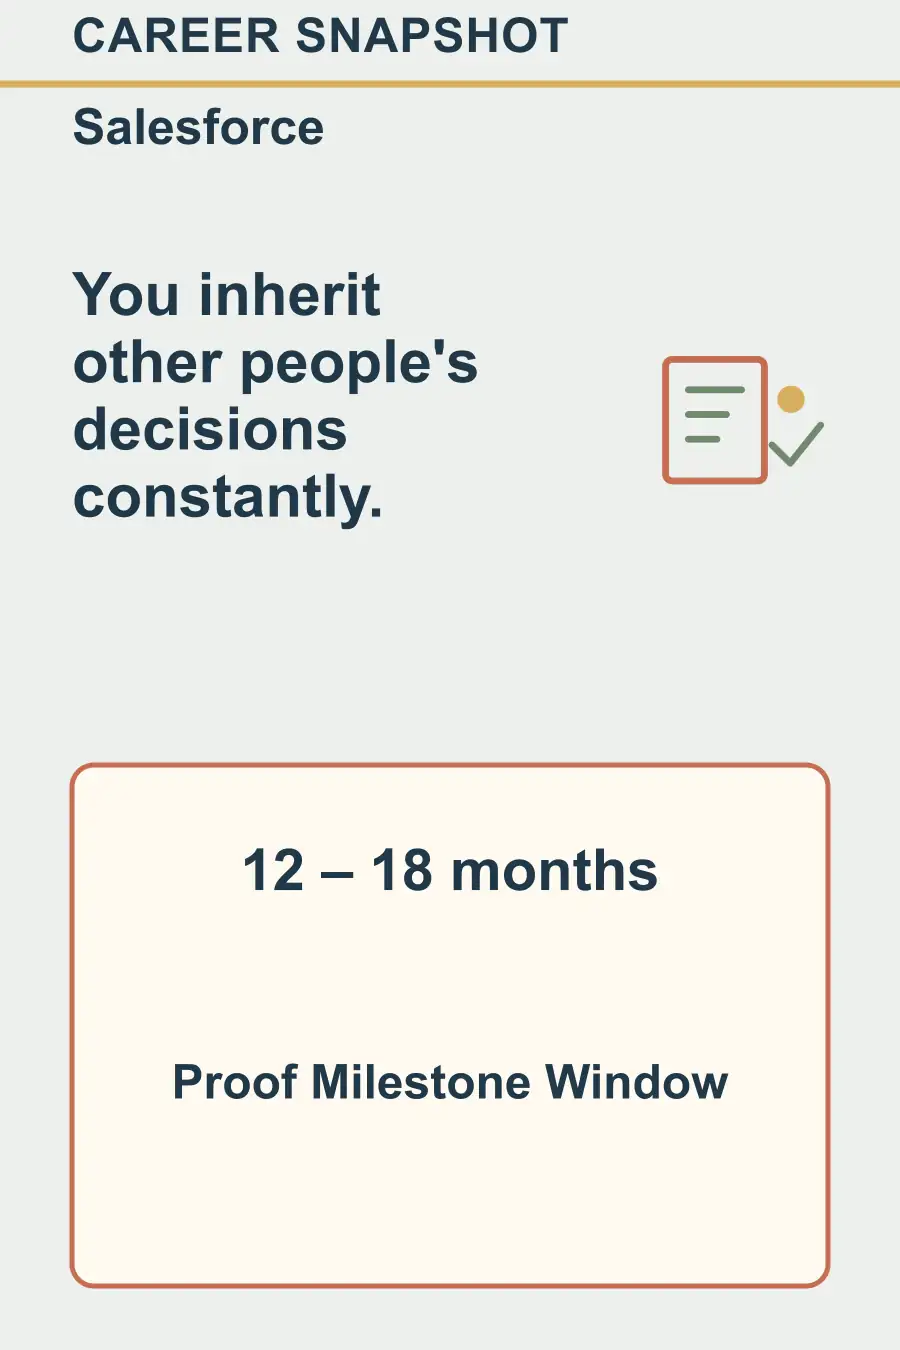 CAREER SNAPSHOT
Salesforce
You inherit
other people's
decisions
constantly.
12 – 18 months
Proof Milestone Window